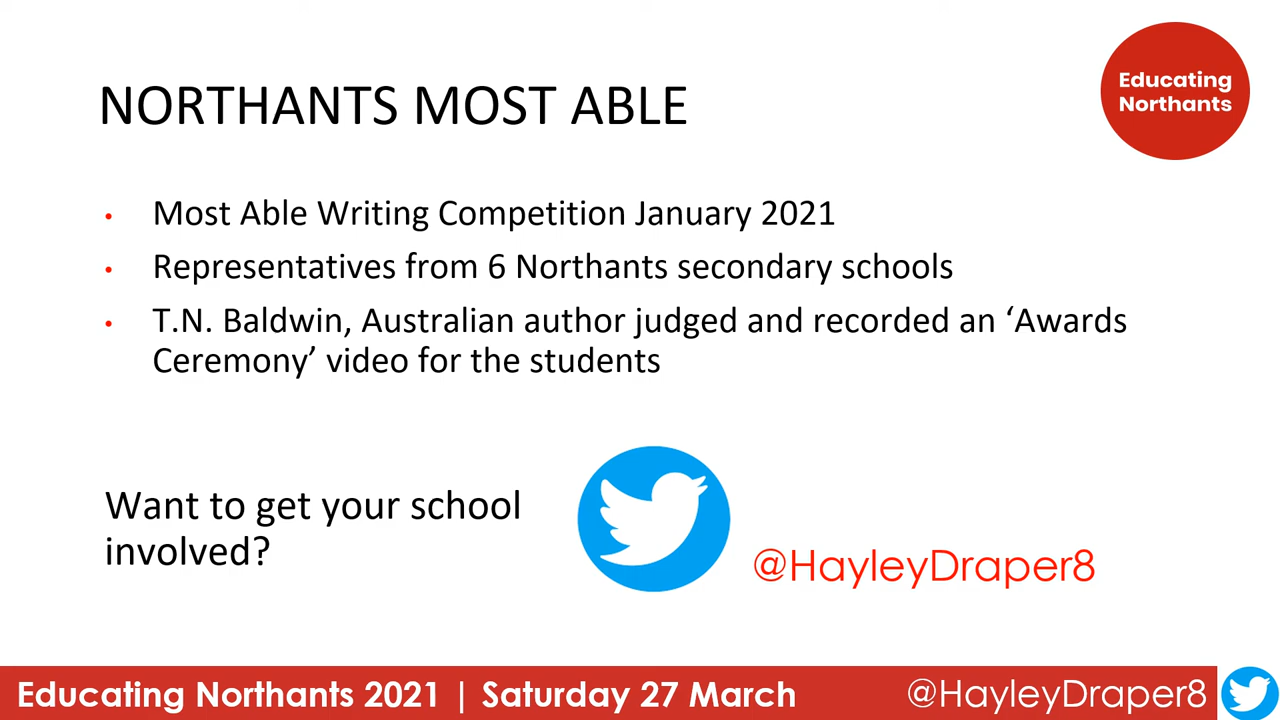 Educating
Northants
NORTHANTS MOST ABLE
• Most Able Writing Competition January 2021
• Representatives from 6 Northants secondary schools
• T.N. Baldwin, Australian author judged and recorded an ‘Awards
Ceremony’ video for the students
Want to get your school
involved?
@HayleyDraper8
Educating Northants 2021 | Saturday 27 March
@HayleyDraper8